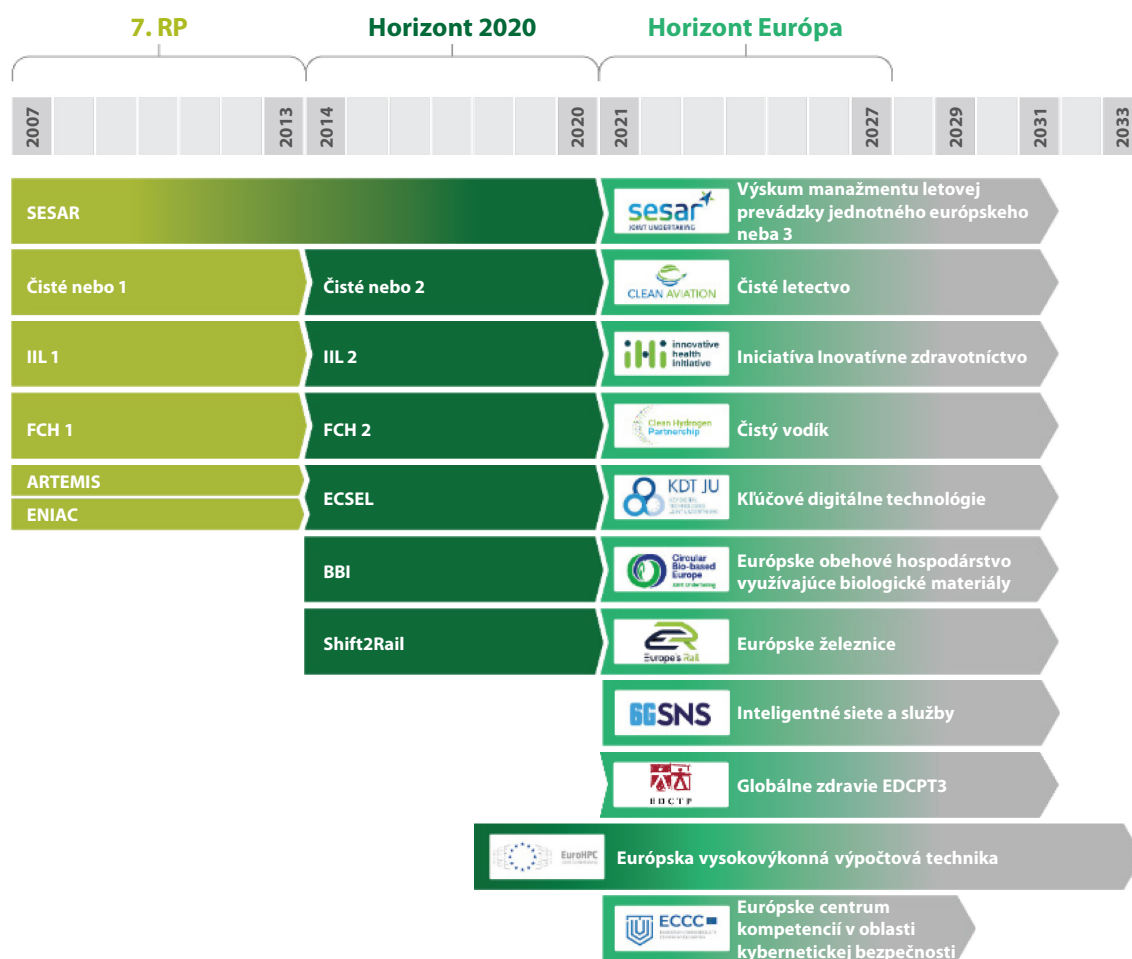 7. RP
Horizont 2020
Horizont Európa
2007
2013
2014
2020
2021
2027
2029
2031
2033
SESAR
sesar
JOINT UNDERTAKING
Výskum manažmentu letovej
prevádzky jednotného európskeho
neba 3
Čisté nebo 1
Čisté nebo 2
CLEAN AVIATION
Čisté letectvo
IIL 1
IIL 2
iHi innovative
health
initiative
Iniciatíva Inovatívne zdravotníctvo
FCH 1
FCH 2
Clean Hydrogen
Partnership
Čistý vodík
ARTEMIS
ENIAC
ECSEL
KDT JU
Kľúčové digitálne technológie
BBI
Circular
Bio-based
Europe
Joint Undertaking
Európske obehové hospodárstvo
využívajúce biologické materiály
Shift2Rail
Europe's Rail
Európske železnice
6GSNS
Inteligentné siete a služby
EDCTP
Globálne zdravie EDCPT3
EuroHPC
Európska vysokovýkonná výpočtová technika
ECCC
Európske centrum
kompetencií v oblasti
kybernetickej bezpečnosti